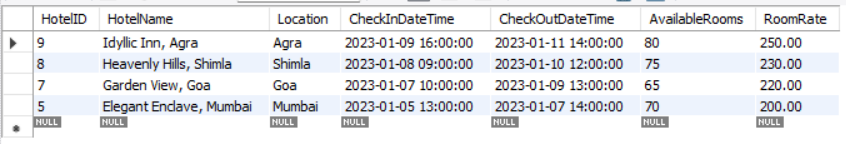 HotelID HotelName Location CheckInDateTime CheckOutDateTime AvailableRooms RoomRate
9 Idyllic Inn, Agra Agra 2023-01-09 16:00:00 2023-01-11 14:00:00 80 250.00
8 Heavenly Hills, Shimla Shimla 2023-01-08 09:00:00 2023-01-10 12:00:00 75 230.00
7 Garden View, Goa Goa 2023-01-07 10:00:00 2023-01-09 13:00:00 65 220.00
5 Elegant Enclave, Mumbai Mumbai 2023-01-05 13:00:00 2023-01-07 14:00:00 70 200.00
NULL NULL NULL NULL NULL NULL NULL